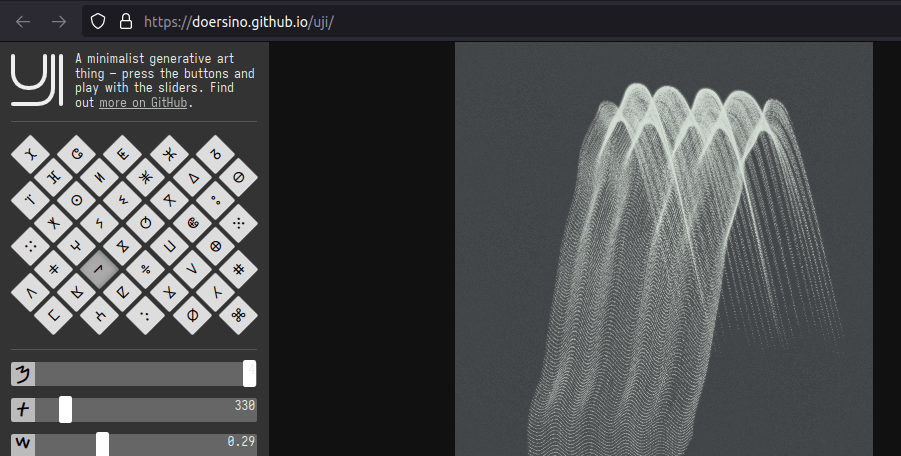 https://doersino.github.io/uji/
UJI
A minimalist generative art
thing – press the buttons and
play with the sliders. Find
out more on GitHub.
330
0.29